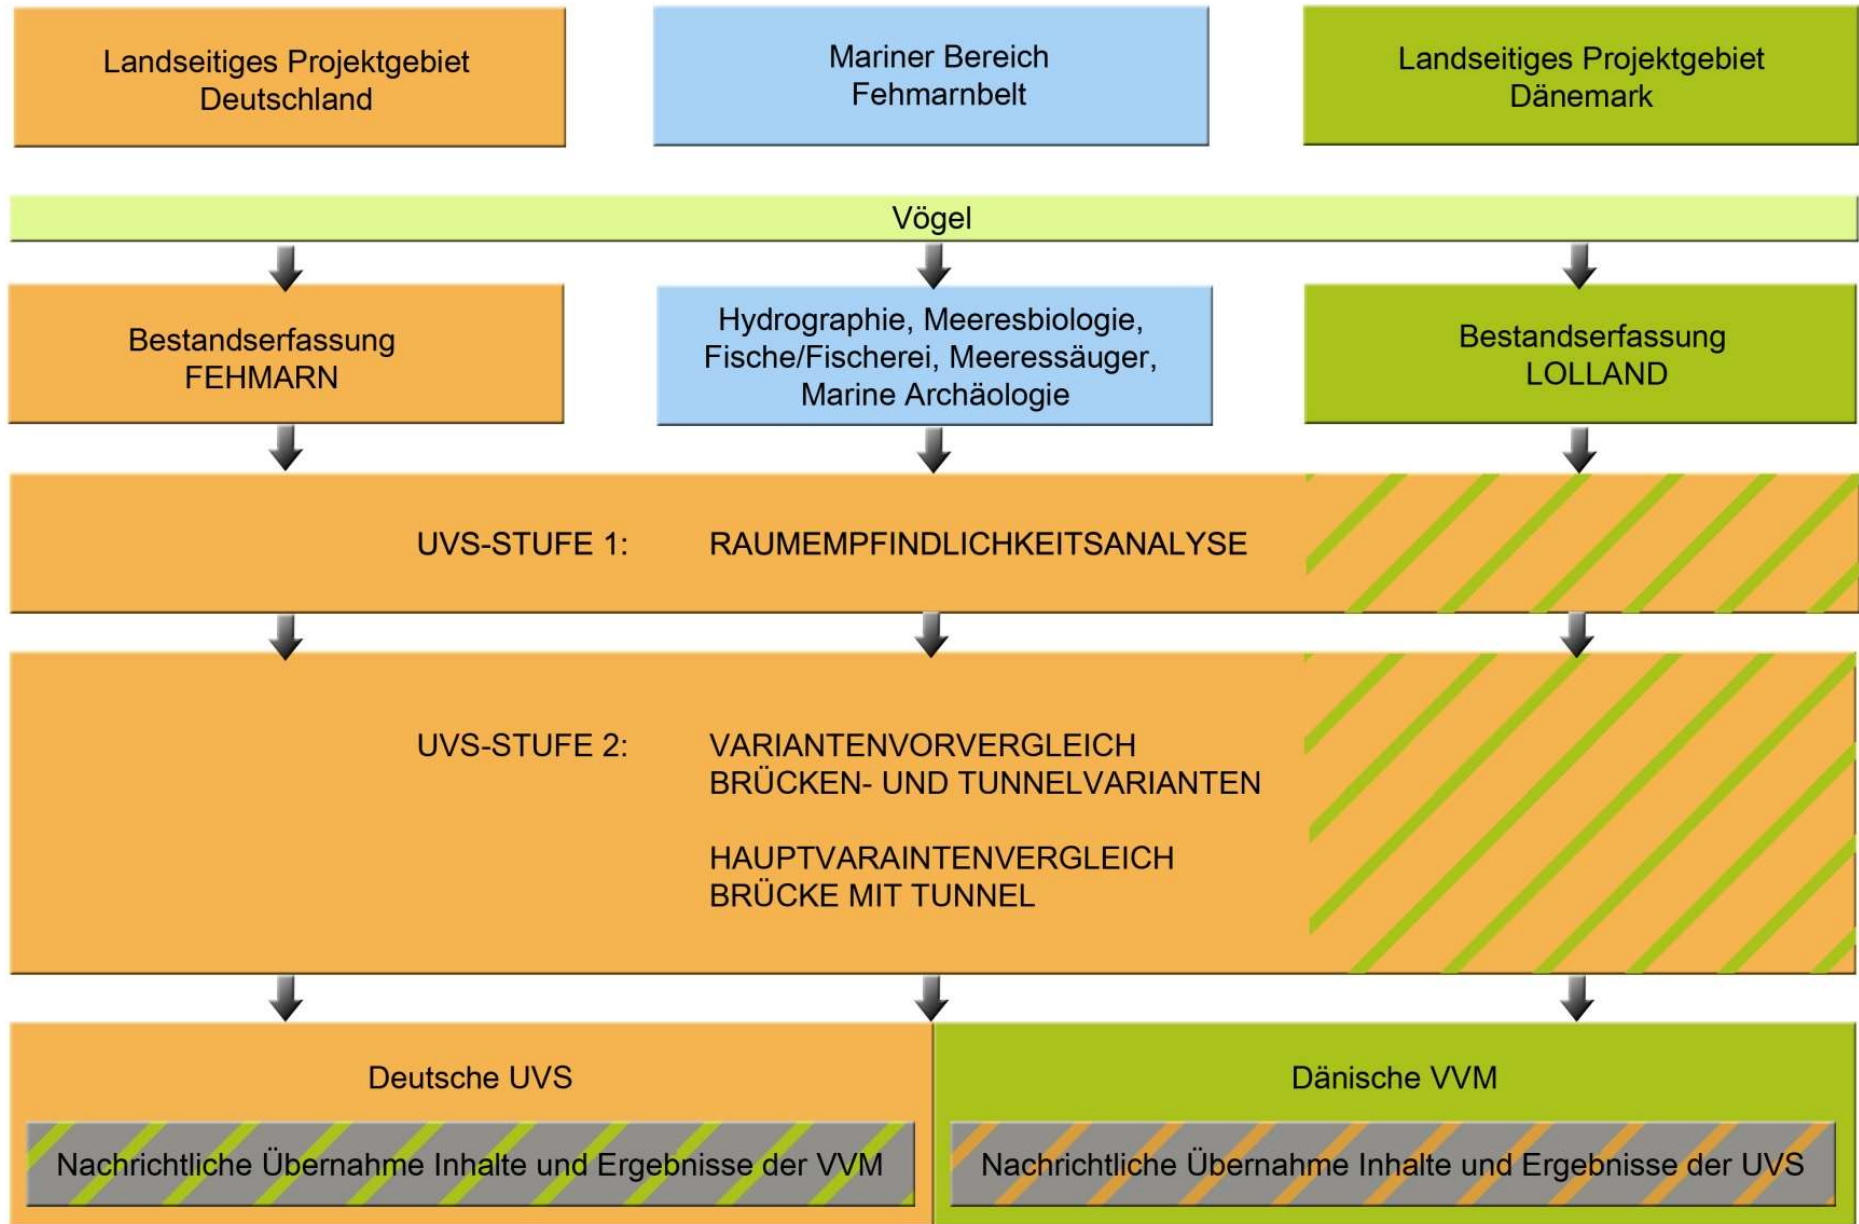 Landseitiges Projektgebiet
Deutschland
Mariner Bereich
Fehmarnbelt
Landseitiges Projektgebiet
Dänemark
Vögel
Bestandserfassung
FEHMARN
Hydrographie, Meeresbiologie,
Fische/Fischerei, Meeressäuger,
Marine Archäologie
Bestandserfassung
LOLLAND
UVS-STUFE 1: RAUMEMPFINDLICHKEITSANALYSE
UVS-STUFE 2: VARIANTENVORVERGLEICH
BRÜCKEN- UND TUNNELVARIANTEN
HAUPTVARAINTENVERGLEICH
BRÜCKE MIT TUNNEL
Deutsche UVS
Nachrichtliche Übernahme Inhalte und Ergebnisse der VVM
Dänische VVM
Nachrichtliche Übernahme Inhalte und Ergebnisse der UVS